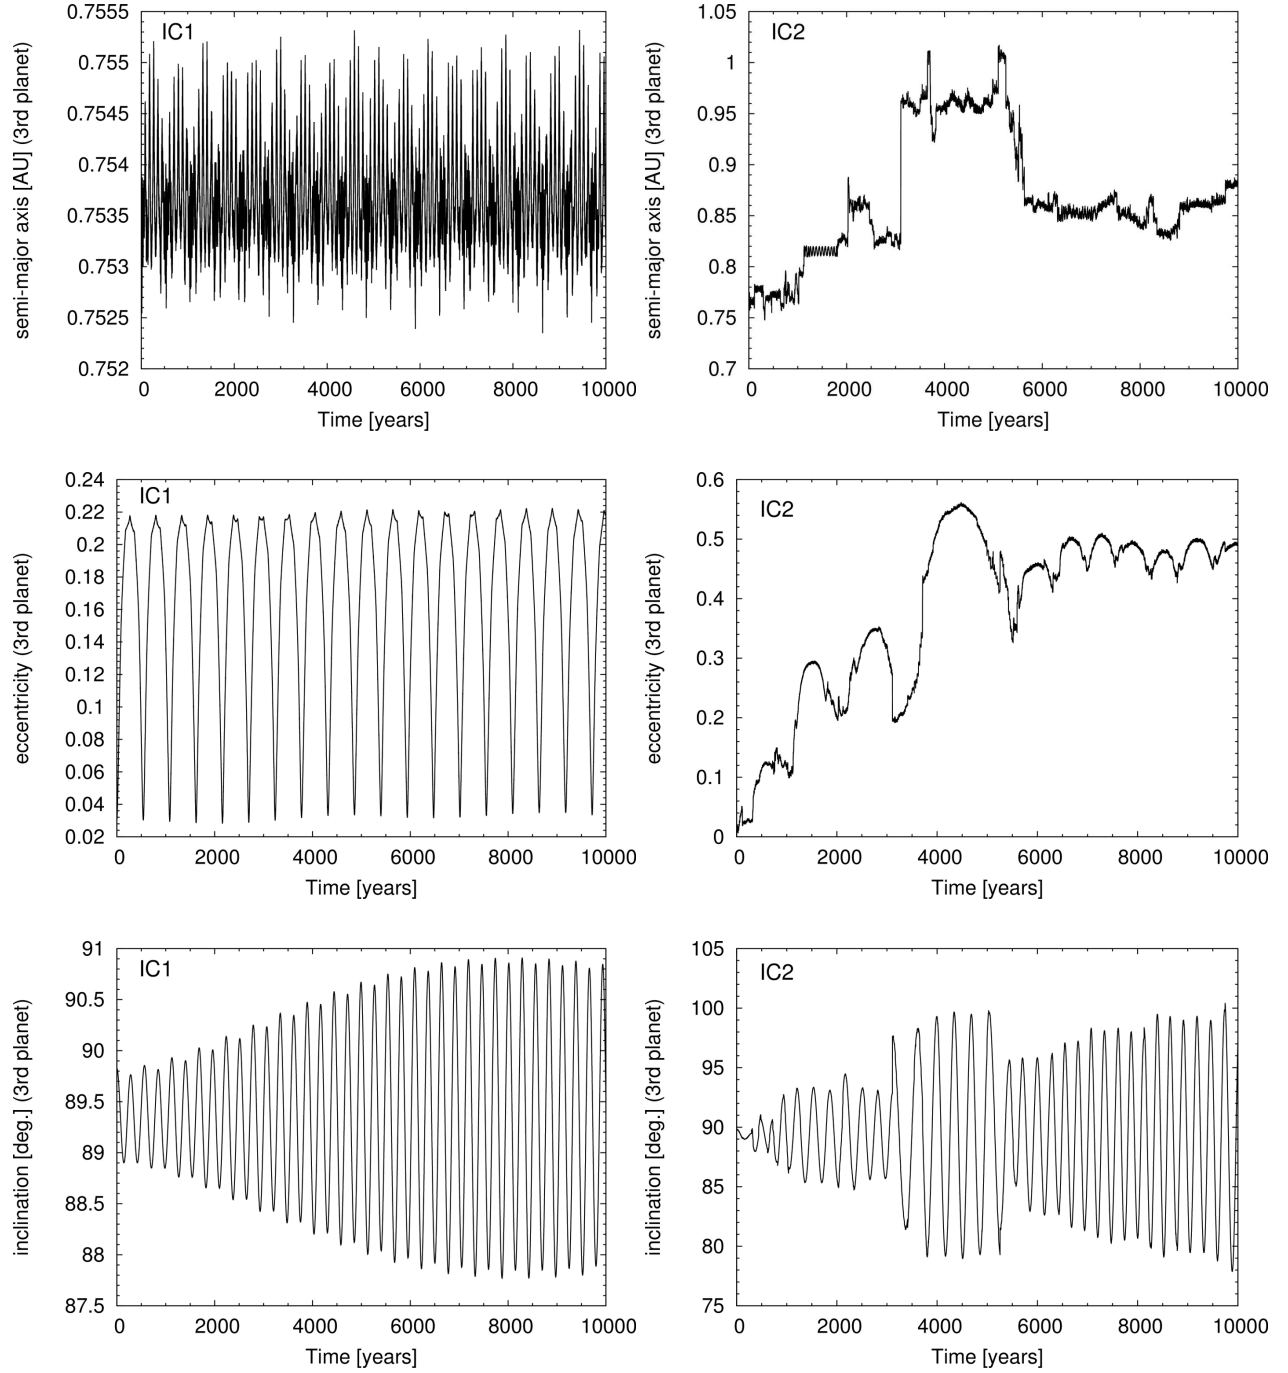 IC1
semi-major axis [AU] (3rd planet)
0.7555
0.755
0.7545
0.754
0.7535
0.753
0.7525
0.752
0 2000 4000 6000 8000 10000
Time [years]
IC2
semi-major axis [AU] (3rd planet)
1.05
1
0.95
0.9
0.85
0.8
0.75
0.7
0 2000 4000 6000 8000 10000
Time [years]
IC1
eccentricity (3rd planet)
0.24
0.22
0.2
0.18
0.16
0.14
0.12
0.1
0.08
0.06
0.04
0.02
0 2000 4000 6000 8000 10000
Time [years]
IC2
eccentricity (3rd planet)
0.6
0.5
0.4
0.3
0.2
0.1
0
0 2000 4000 6000 8000 10000
Time [years]
IC1
inclination [deg.] (3rd planet)
91
90.5
90
89.5
89
88.5
88
87.5
0 2000 4000 6000 8000 10000
Time [years]
IC2
inclination [deg.] (3rd planet)
105
100
95
90
85
80
75
0 2000 4000 6000 8000 10000
Time [years]